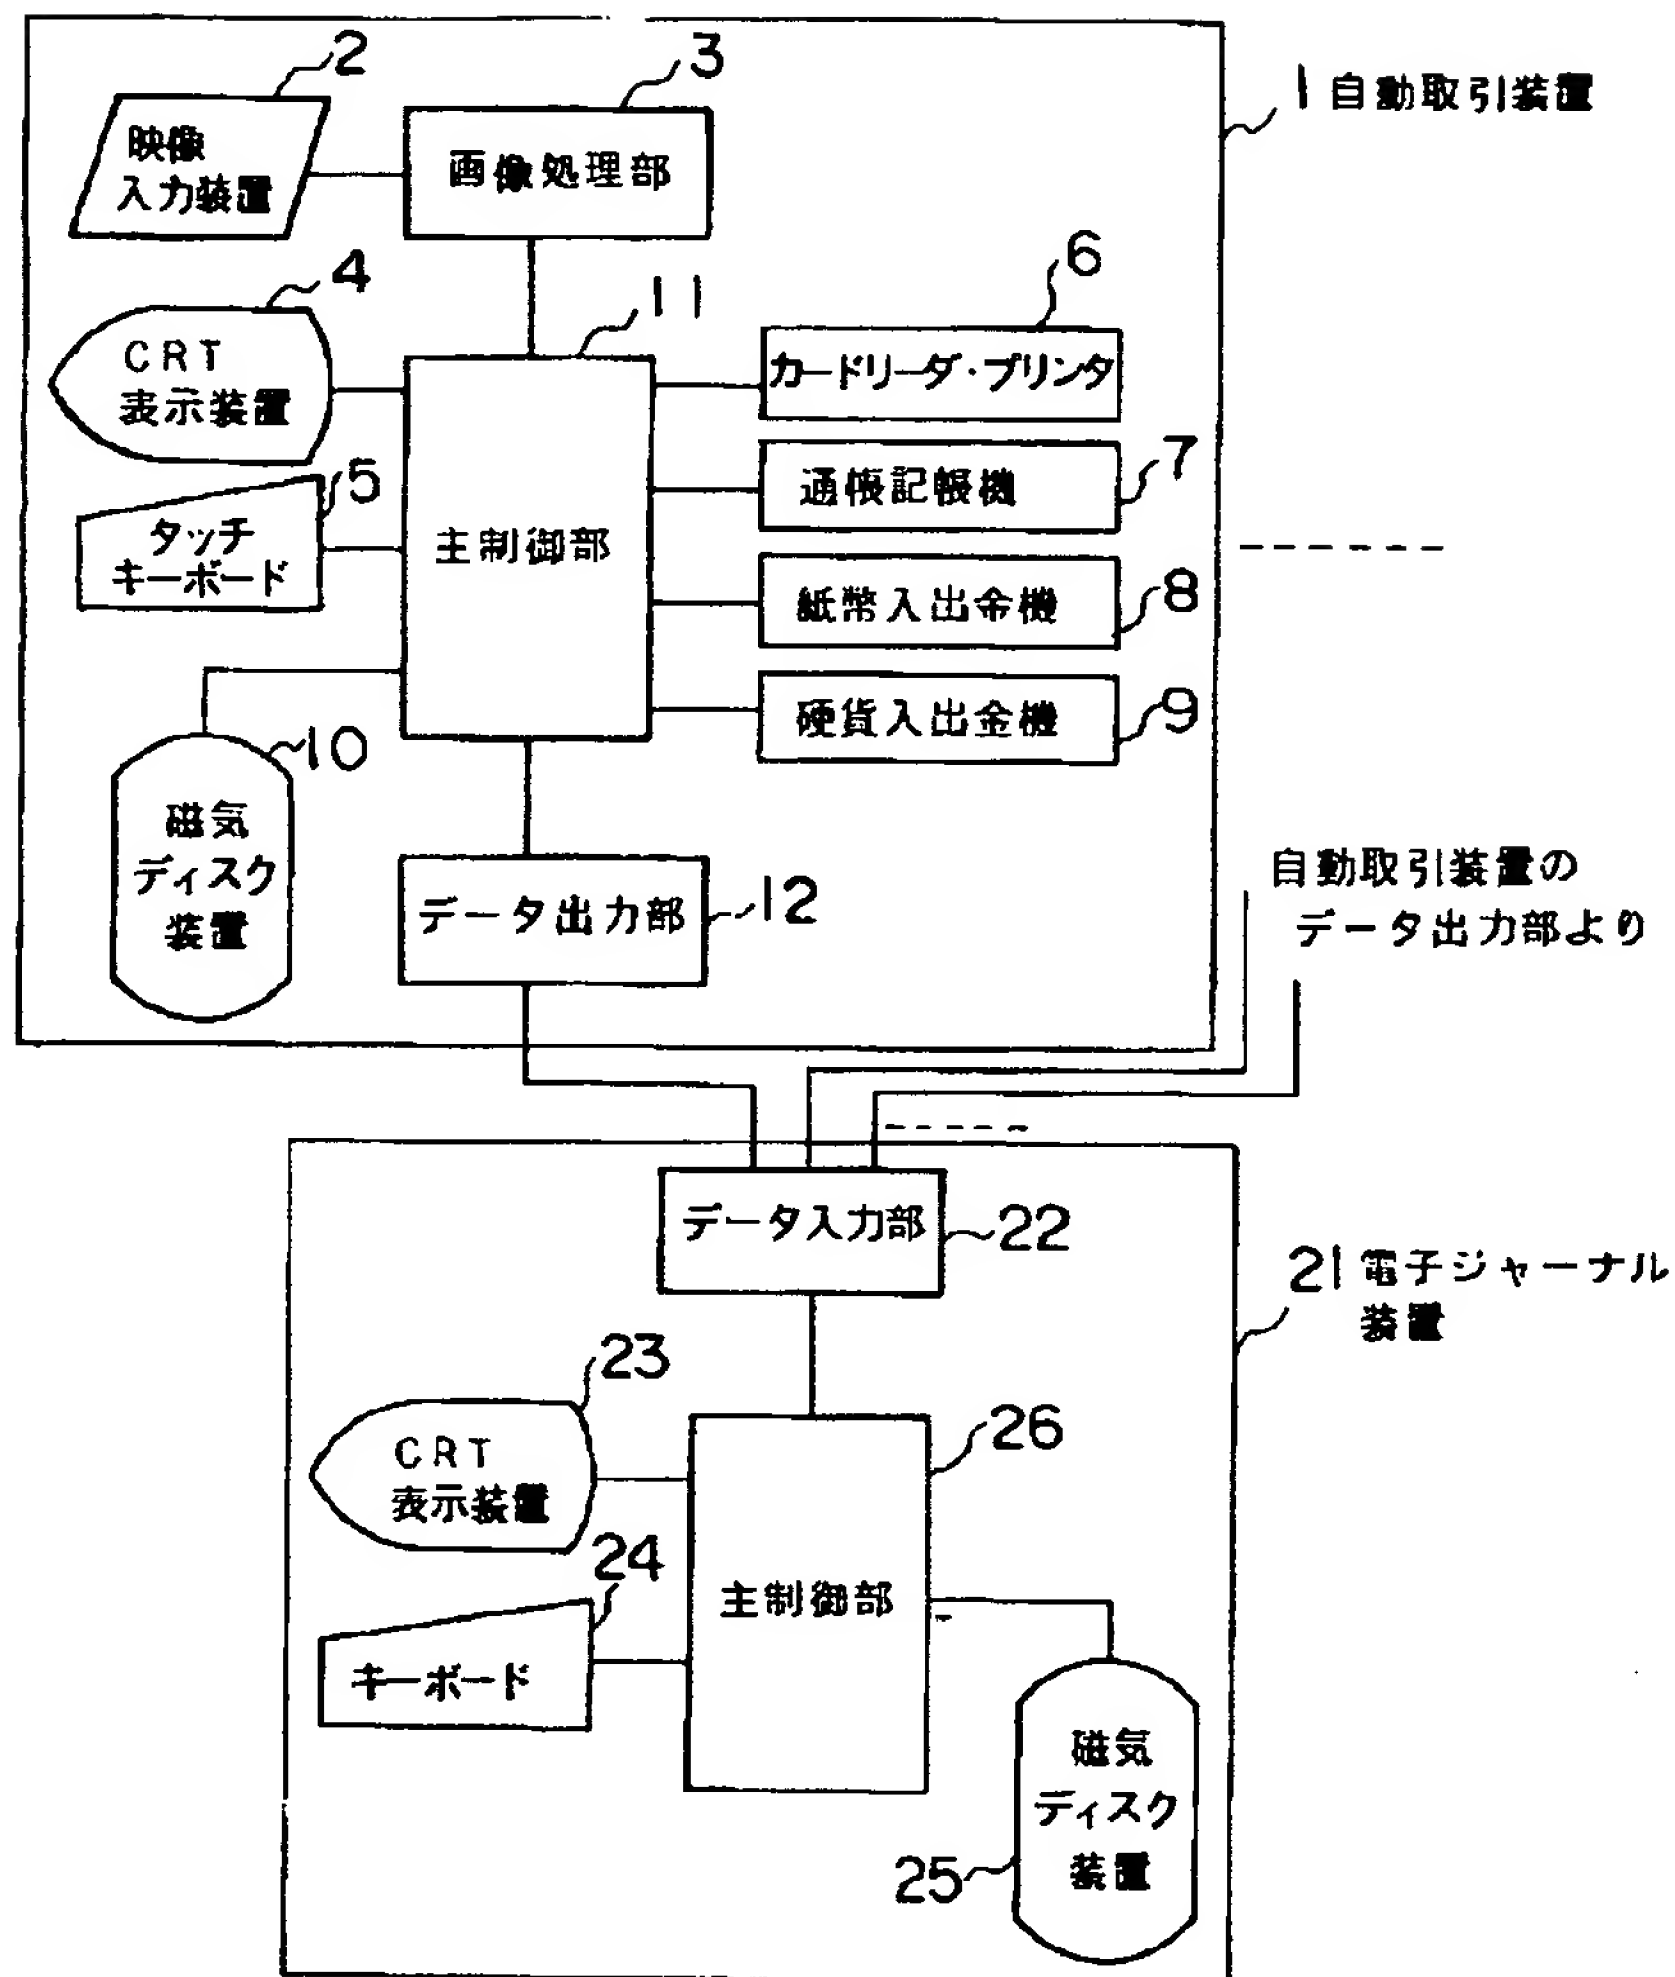 1 自動取引装置
2
映像
入力装置
3
画像処理部
4
CRT
表示装置
5
タッチ
キーボード
11
主制御部
6
カードリーダ・プリンタ
7
通帳記帳機
8
紙幣入出金機
9
硬貨入出金機
10
磁気
ディスク
装置
データ出力部
12
自動取引装置の
データ出力部より
データ入力部
22
21 電子ジャーナル
装置
23
CRT
表示装置
24
キーボード
26
主制御部
25
磁気
ディスク
装置